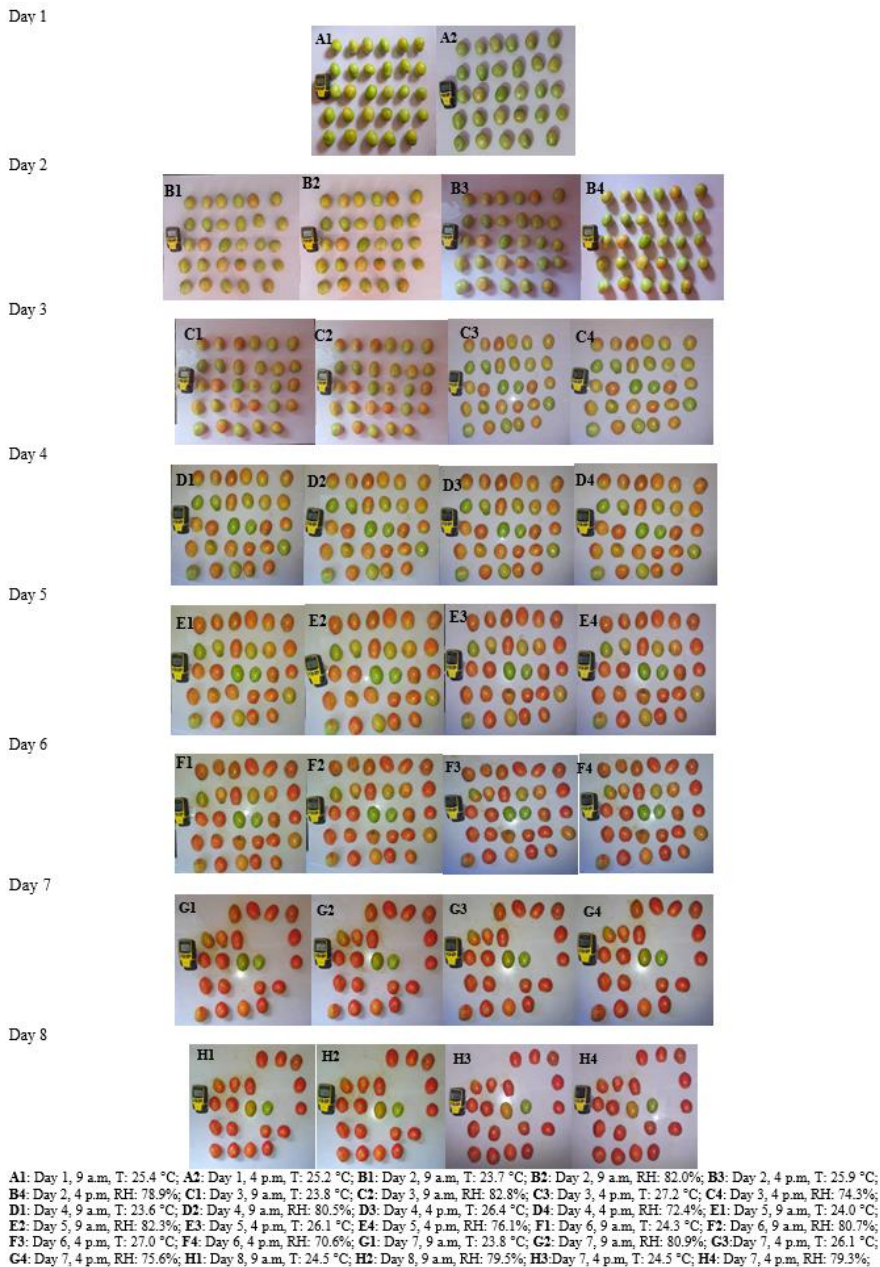 Day 1
A1 A2
Day 2
B1 B2 B3 B4
Day 3
C1 C2 C3 C4
Day 4
D1 D2 D3 D4
Day 5
E1 E2 E3 E4
Day 6
F1 F2 F3 F4
Day 7
G1 G2 G3 G4
Day 8
H1 H2 H3 H4
A1: Day 1, 9 a.m, T: 25.4 °C; A2: Day 1, 4 p.m, T: 25.2 °C; B1: Day 2, 9 a.m, T: 23.7 °C; B2: Day 2, 9 a.m, RH: 82.0%; B3: Day 2, 4 p.m, T: 25.9 °C;
B4: Day 2, 4 p.m, RH: 78.9%; C1: Day 3, 9 a.m, T: 23.8 °C; C2: Day 3, 9 a.m, RH: 82.8%; C3: Day 3, 4 p.m, T: 27.2 °C; C4: Day 3, 4 p.m, RH: 74.3%;
D1: Day 4, 9 a.m, T: 23.6 °C; D2: Day 4, 9 a.m, RH: 80.5%; D3: Day 4, 4 p.m, T: 26.4 °C; D4: Day 4, 4 p.m, RH: 72.4%; E1: Day 5, 9 a.m, T: 24.0 °C;
E2: Day 5, 9 a.m, RH: 82.3%; E3: Day 5, 4 p.m, T: 26.1 °C; E4: Day 5, 4 p.m, RH: 76.1%; F1: Day 6, 9 a.m, T: 24.3 °C; F2: Day 6, 9 a.m, RH: 80.7%;
F3: Day 6, 4 p.m, T: 27.0 °C; F4: Day 6, 4 p.m, RH: 70.6%; G1: Day 7, 9 a.m, T: 23.8 °C; G2: Day 7, 9 a.m, RH: 80.9%; G3:Day 7, 4 p.m, T: 26.1 °C;
G4: Day 7, 4 p.m, RH: 75.6%; H1: Day 8, 9 a.m, T: 24.5 °C; H2: Day 8, 9 a.m, RH: 79.5%; H3:Day 7, 4 p.m, T: 24.5 °C; H4: Day 7, 4 p.m, RH: 79.3%;